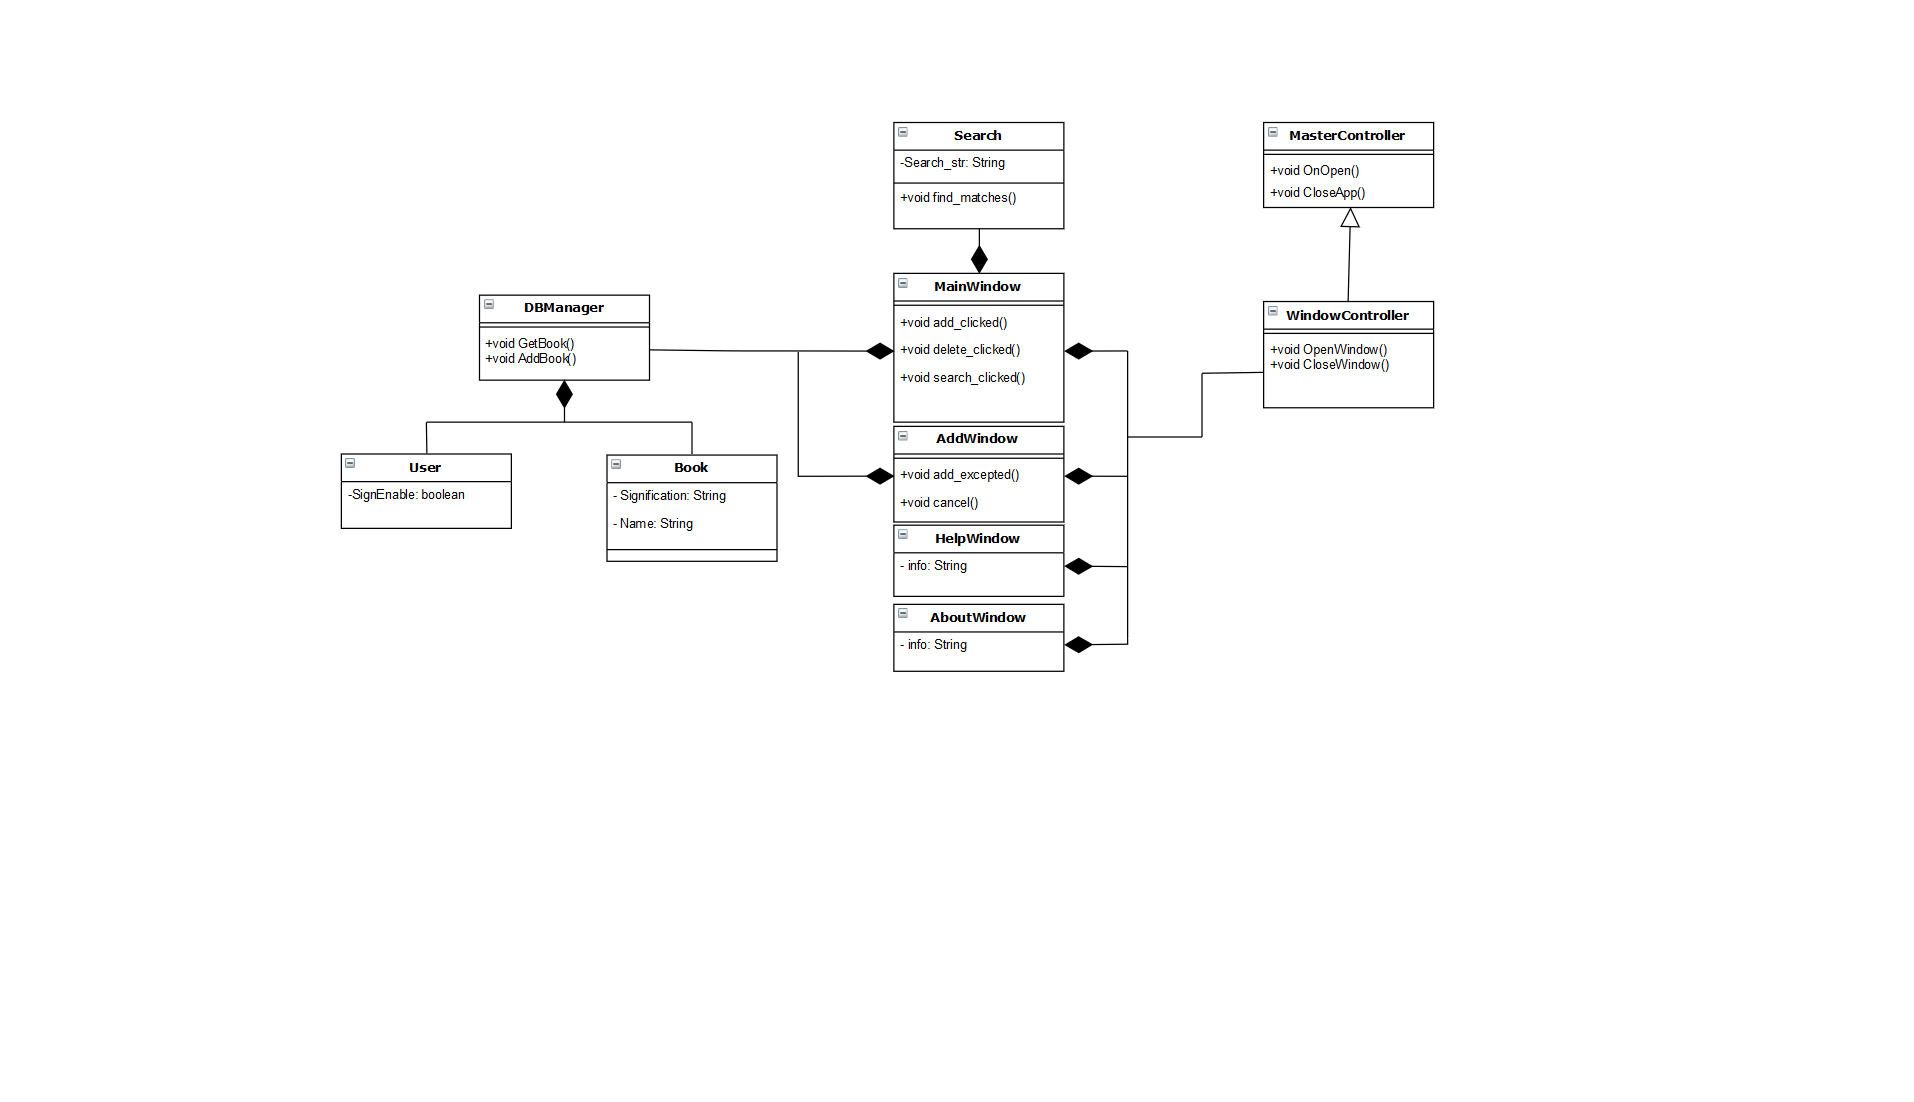 Search
-Search_str: String
+void find_matches()
MasterController
+void OnOpen()
+void CloseApp()
MainWindow
+void add_clicked()
+void delete_clicked()
+void search_clicked()
DBManager
+void GetBook()
+void AddBook()
WindowController
+void OpenWindow()
+void CloseWindow()
User
-SignEnable: boolean
Book
- Signification: String
- Name: String
AddWindow
+void add_excepted()
+void cancel()
HelpWindow
- info: String
AboutWindow
- info: String